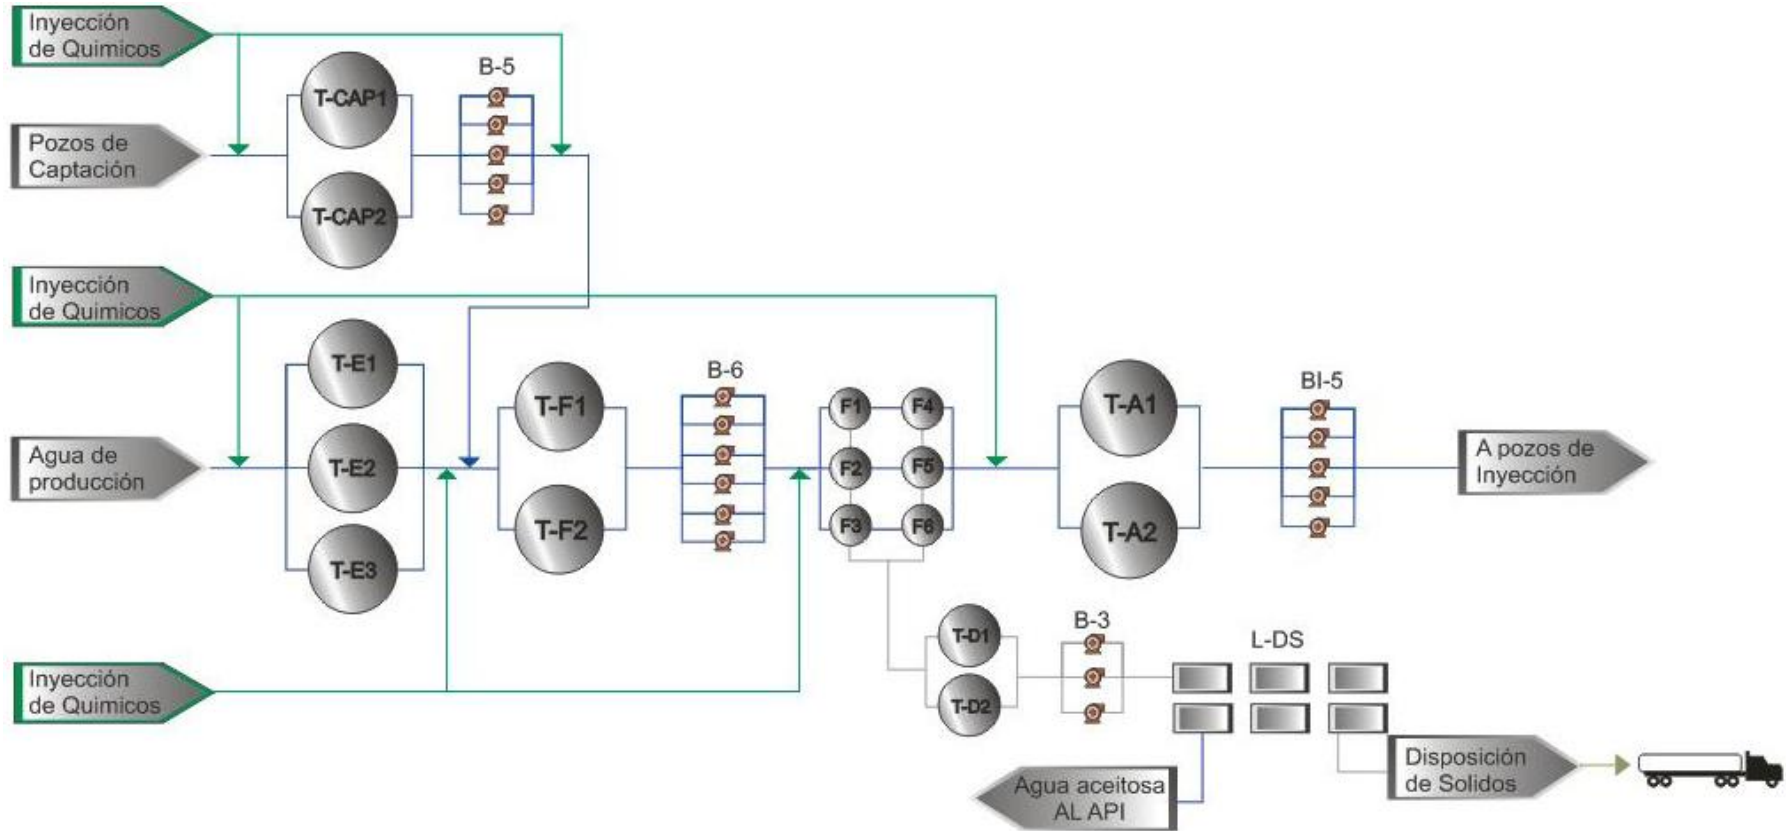 Inyección
de Quimicos
B-5
T-CAP1
Pozos de
Captación
T-CAP2
Inyección
de Quimicos
T-E1
B-6
BI-5
T-F1
F1
F4
T-A1
Agua de
producción
T-E2
F2
F5
A pozos de
Inyección
T-F2
F3
F6
T-A2
T-E3
T-D1
B-3
L-DS
Inyección
de Quimicos
T-D2
Agua aceitosa
AL API
Disposición
de Solidos